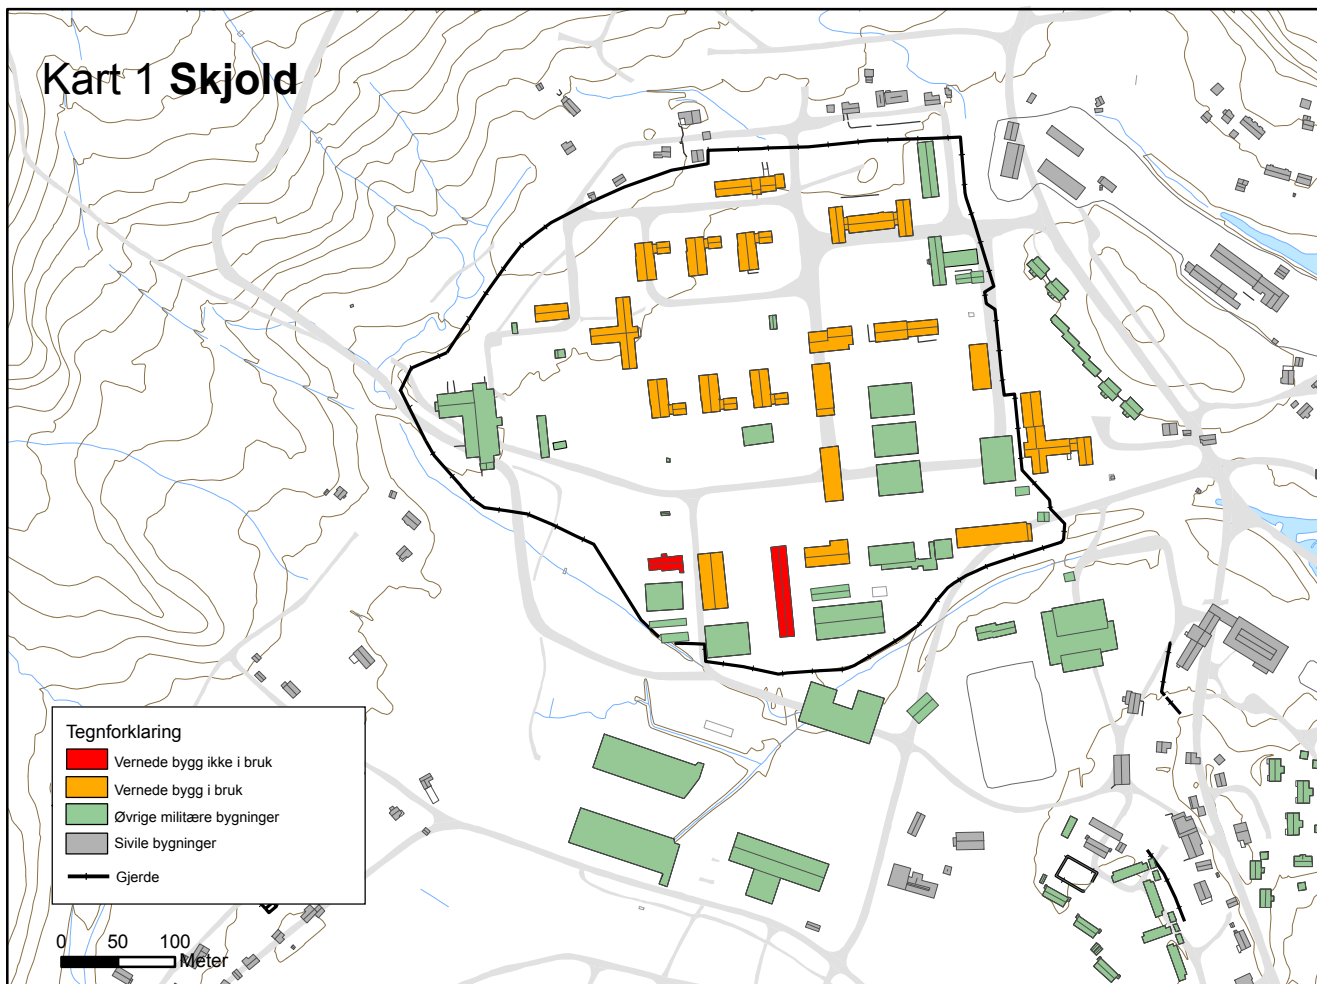 Kart 1 Skjold
Tegnforklaring
Vernede bygg ikke i bruk
Vernede bygg i bruk
Øvrige militære bygninger
Sivile bygninger
Gjerde
0 50 100
Meter